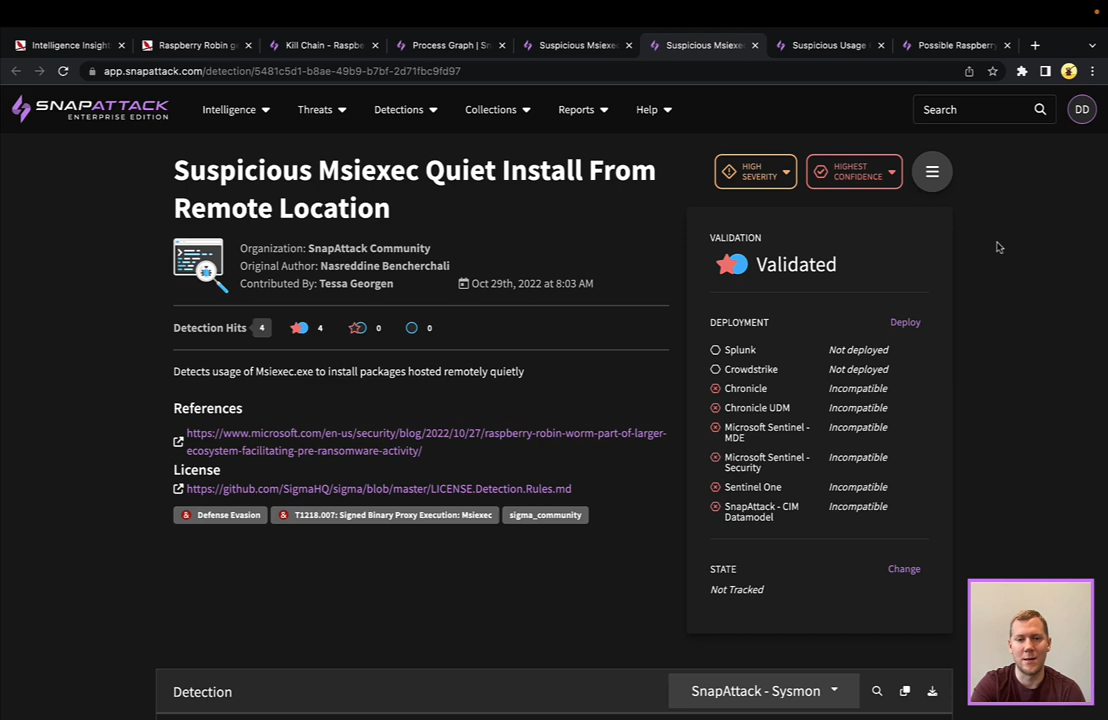 Intelligence Insight
Raspberry Robin ge
Kill Chain - Raspbe
Process Graph | Sn
Suspicious Msiexec
Suspicious Msiexec
Suspicious Usage
Possible Raspberry
app.snapattack.com/detection/5481c5d1-b8ae-49b9-b7bf-2d71fbc9fd97
SNAPATTACK
ENTERPRISE EDITION
Intelligence
Threats
Detections
Collections
Reports
Help
Search
DD
Suspicious Msiexec Quiet Install From
Remote Location
HIGH
SEVERITY
HIGHEST
CONFIDENCE
Organization: SnapAttack Community
Original Author: Nasreddine Bencherchali
Contributed By: Tessa Georgen
Oct 29th, 2022 at 8:03 AM
Detection Hits 4 4 0 0
Detects usage of Msiexec.exe to install packages hosted remotely quietly
References
https://www.microsoft.com/en-us/security/blog/2022/10/27/raspberry-robin-worm-part-of-larger-
ecosystem-facilitating-pre-ransomware-activity/
License
https://github.com/SigmaHQ/sigma/blob/master/LICENSE.Detection.Rules.md
Defense Evasion
T1218.007: Signed Binary Proxy Execution: Msiexec
sigma_community
VALIDATION
Validated
DEPLOYMENT Deploy
Splunk Not deployed
Crowdstrike Not deployed
Chronicle Incompatible
Chronicle UDM Incompatible
Microsoft Sentinel - Incompatible
MDE
Microsoft Sentinel - Incompatible
Security
Sentinel One Incompatible
SnapAttack - CIM Incompatible
Datamodel
STATE Change
Not Tracked
Detection
SnapAttack - Sysmon